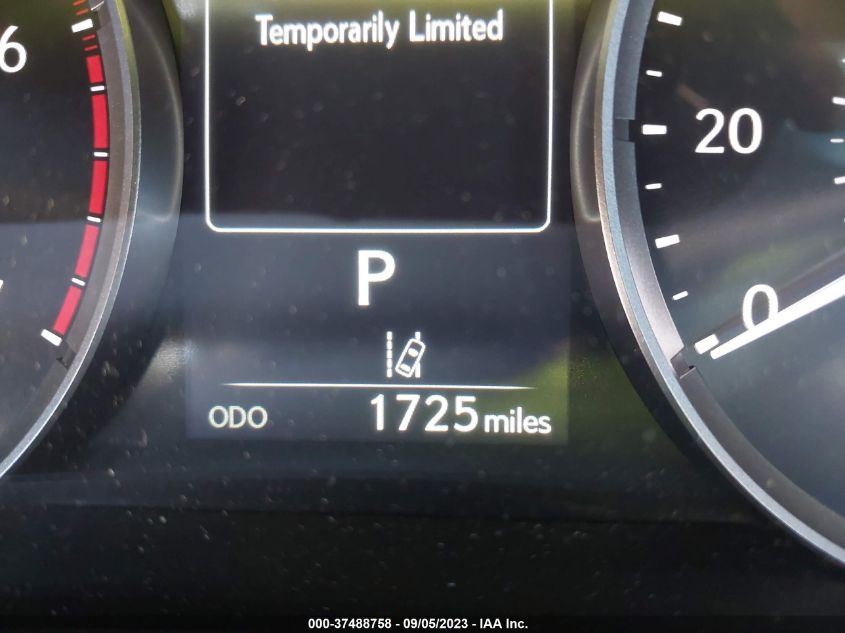 Temporarily Limited
6
20
P
0
ODO 1725 miles
000-37488758 - 09/05/2023 - IAA Inc.